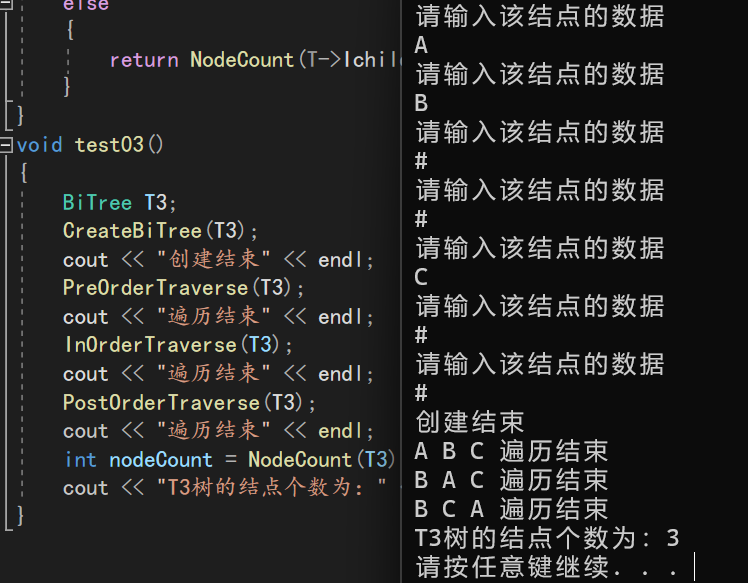 else
{
return NodeCount(T->lchil
}
}
void test03()
{
BiTree T3;
CreateBiTree(T3);
cout << "创建结束" << endl;
PreOrderTraverse(T3);
cout << "遍历结束" << endl;
InOrderTraverse(T3);
cout << "遍历结束" << endl;
PostOrderTraverse(T3);
cout << "遍历结束" << endl;
int nodeCount = NodeCount(T3)
cout << "T3树的结点个数为: "
}
请输入该结点的数据
A
请输入该结点的数据
B
请输入该结点的数据
#
请输入该结点的数据
#
请输入该结点的数据
C
请输入该结点的数据
#
请输入该结点的数据
#
创建结束
A B C 遍历结束
B A C 遍历结束
B C A 遍历结束
T3树的结点个数为: 3
请按任意键继续. . .